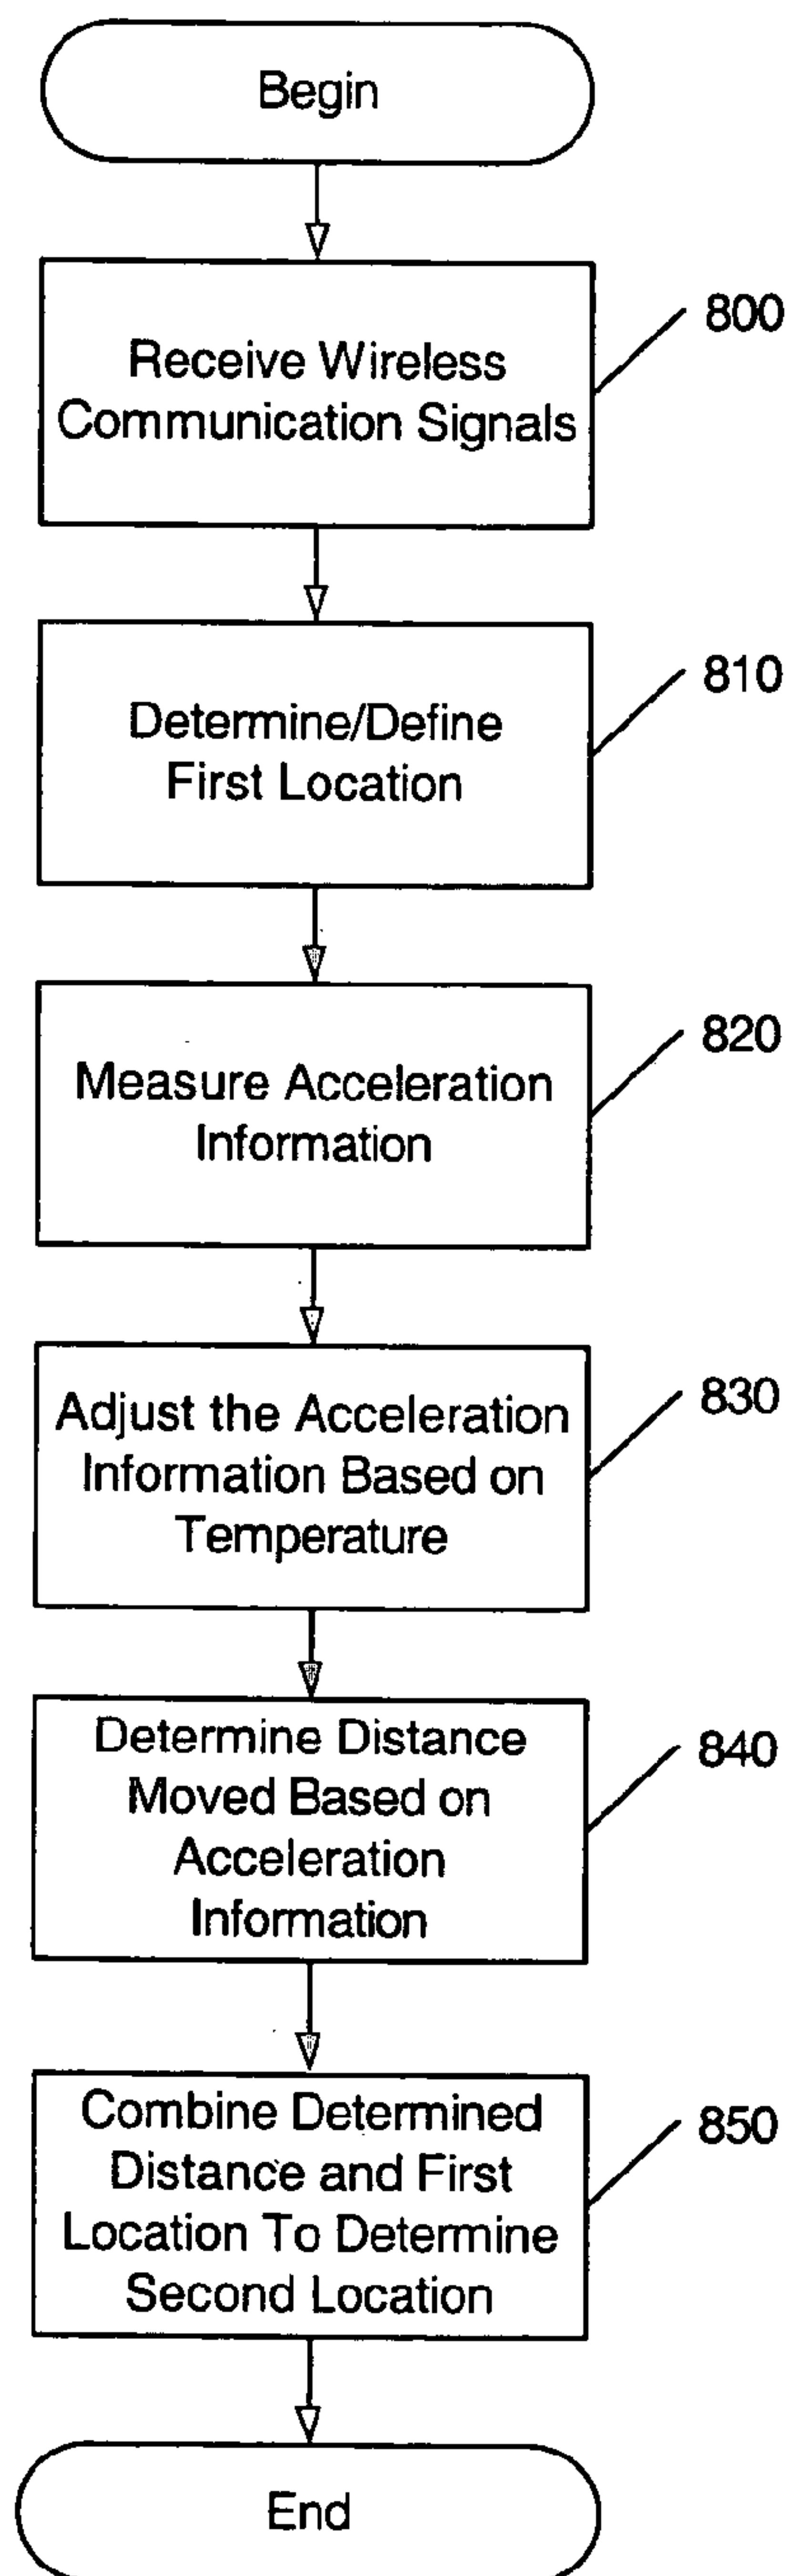 Begin
800
Receive Wireless
Communication Signals
810
Determine/Define
First Location
820
Measure Acceleration
Information
830
Adjust the Acceleration
Information Based on
Temperature
840
Determine Distance
Moved Based on
Acceleration
Information
850
Combine Determined
Distance and First
Location To Determine
Second Location
End